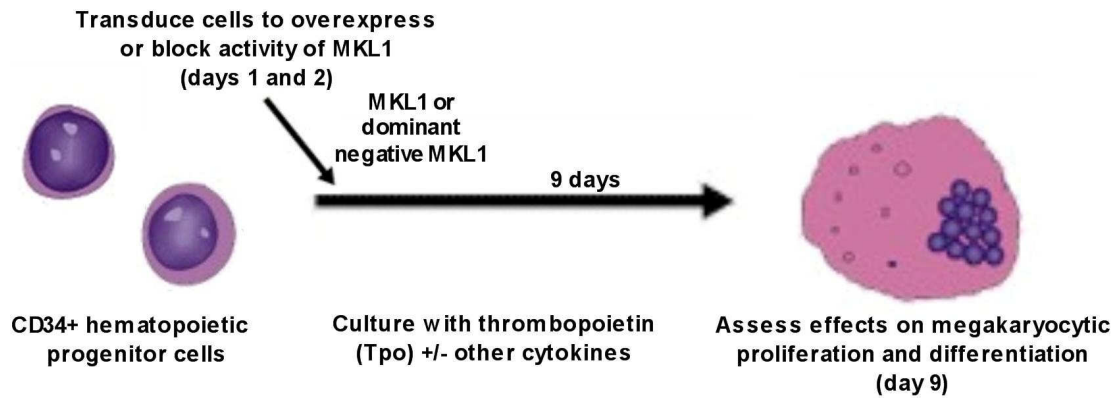 Transduce cells to overexpress
or block activity of MKL1
(days 1 and 2)
MKL1 or
dominant
negative MKL1
9 days
CD34+ hematopoietic
progenitor cells
Culture with thrombopoietin
(Tpo) +/- other cytokines
Assess effects on megakaryocytic
proliferation and differentiation
(day 9)